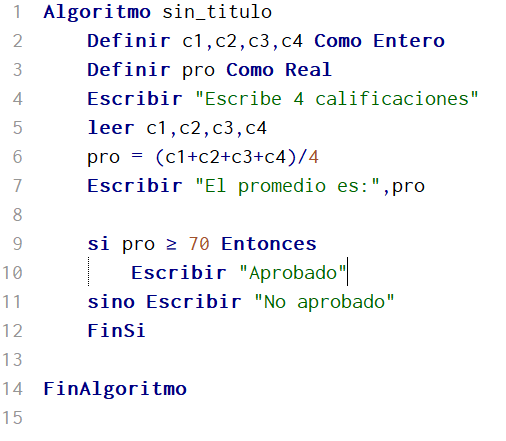 1 Algoritmo sin_titulo
2 Definir c1,c2,c3,c4 Como Entero
3 Definir pro Como Real
4 Escribir "Escribe 4 calificaciones"
5 leer c1,c2,c3,c4
6 pro = (c1+c2+c3+c4)/4
7 Escribir "El promedio es:",pro
8
9 si pro ≥ 70 Entonces
10 Escribir "Aprobado"
11 sino Escribir "No aprobado"
12 FinSi
13
14 FinAlgoritmo
15